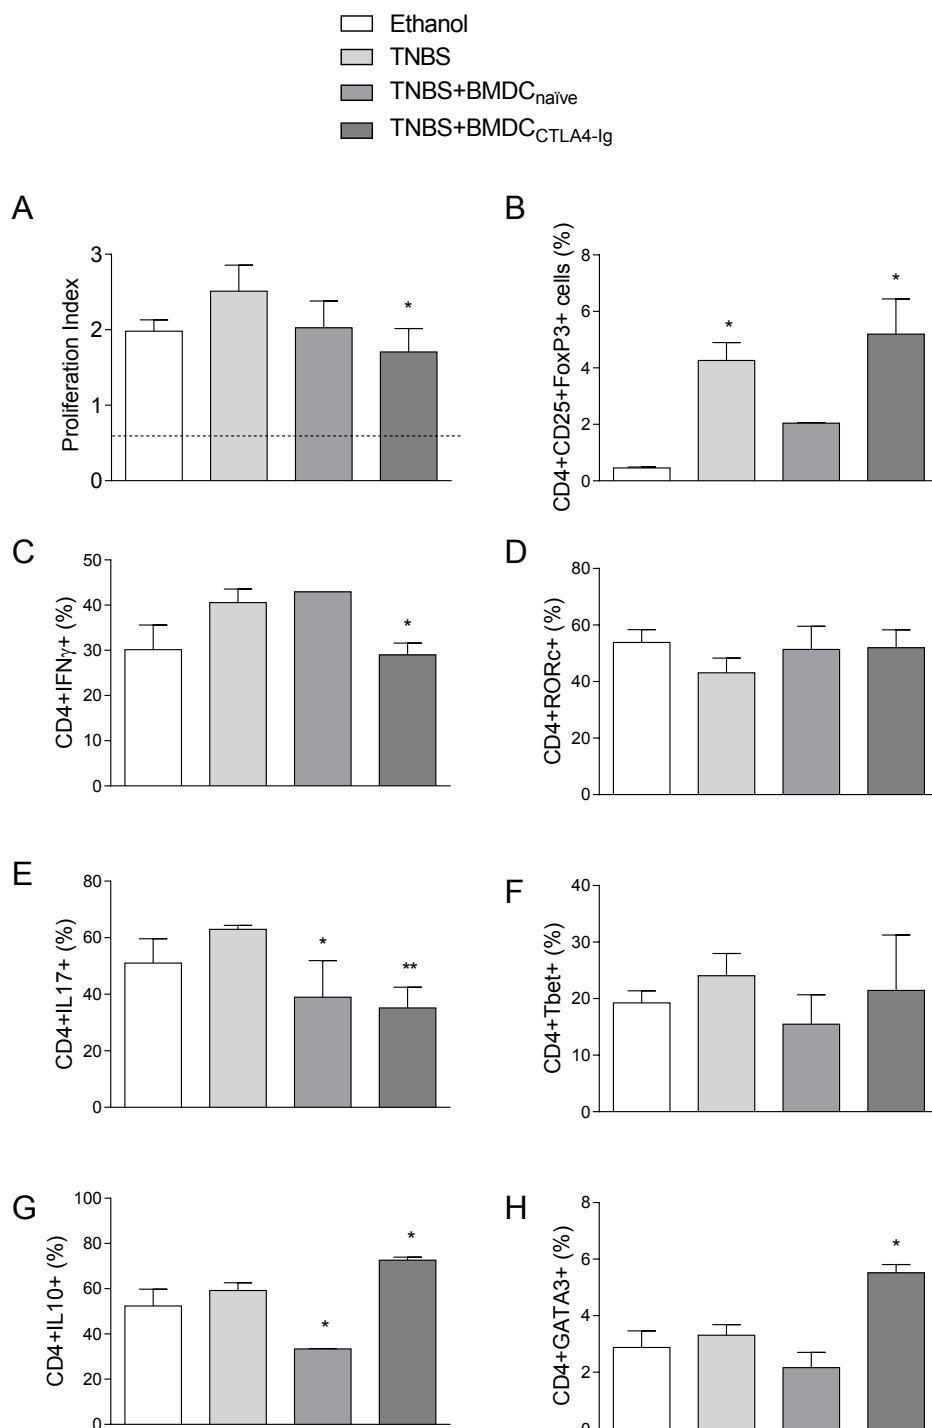 Ethanol
TNBS
TNBS+BMDCnaïve
TNBS+BMDCCTLA4-Ig
A
Proliferation Index
3
2
1
0
*
B
CD4+CD25+FoxP3+ cells (%)
8
6
4
2
0
*
*
C
CD4+IFNγ+ (%)
50
40
30
20
10
0
*
D
CD4+RORc+ (%)
80
60
40
20
0
E
CD4+IL17+ (%)
80
60
40
20
0
*
**
F
CD4+Tbet+ (%)
40
30
20
10
0
G
CD4+IL10+ (%)
100
80
60
40
20
0
*
*
H
CD4+GATA3+ (%)
8
6
4
2
0
*